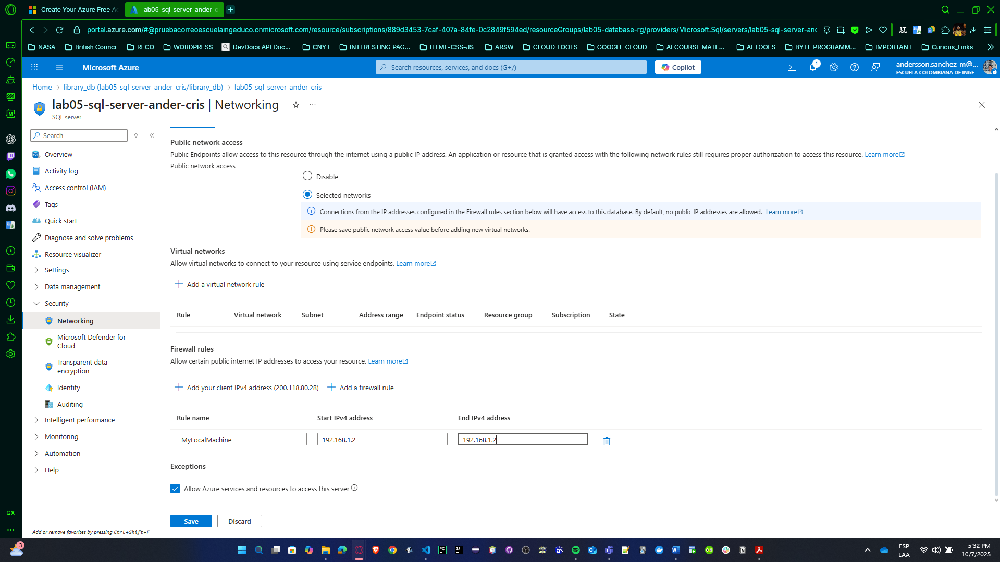 Create Your Azure Free Ac
lab05-sql-server-ander-c
portal.azure.com/#@pruebacorreoescuelaingeduco.onmicrosoft.com/resource/subscriptions/889d3453-7caf-407a-84fe-0c2849f594ed/resourceGroups/lab05-database-rg/providers/Microsoft.Sql/servers/lab05-sql-server-anc
NASA British Council RECO WORDPRESS DevDocs API Doc... CNYT INTERESTING PAG... HTML-CSS-JS ARSW CLOUD TOOLS GOOGLE CLOUD AI COURSE MATE... AI TOOLS BYTE PROGRAMM... IMPORTANT Curious_Links
Microsoft Azure
Search resources, services, and docs (G+/)
Copilot
1
andersson.sanchez-m@...
ESCUELA COLOMBIANA DE INGE...
Home > library_db (lab05-sql-server-ander-cris/library_db) > lab05-sql-server-ander-cris
lab05-sql-server-ander-cris | Networking
SQL server
Search
Overview
Activity log
Access control (IAM)
Tags
Quick start
Diagnose and solve problems
Resource visualizer
Settings
Data management
Security
Networking
Microsoft Defender for
Cloud
Transparent data
encryption
Identity
Auditing
Intelligent performance
Monitoring
Automation
Help
Add or remove favorites by pressing Ctrl+Shift+F
Public network access
Public Endpoints allow access to this resource through the internet using a public IP address. An application or resource that is granted access with the following network rules still requires proper authorization to access this resource. Learn more
Public network access
Disable
Selected networks
Connections from the IP addresses configured in the Firewall rules section below will have access to this database. By default, no public IP addresses are allowed. Learn more
Please save public network access value before adding new virtual networks.
Virtual networks
Allow virtual networks to connect to your resource using service endpoints. Learn more
Add a virtual network rule
Rule Virtual network Subnet Address range Endpoint status Resource group Subscription State
Firewall rules
Allow certain public internet IP addresses to access your resource. Learn more
Add your client IPv4 address (200.118.80.28) Add a firewall rule
Rule name Start IPv4 address End IPv4 address
MyLocalMachine 192.168.1.2 192.168.1.2
Exceptions
Allow Azure services and resources to access this server
Save Discard
GX
3
ESP
LAA
5:32 PM
10/7/2025